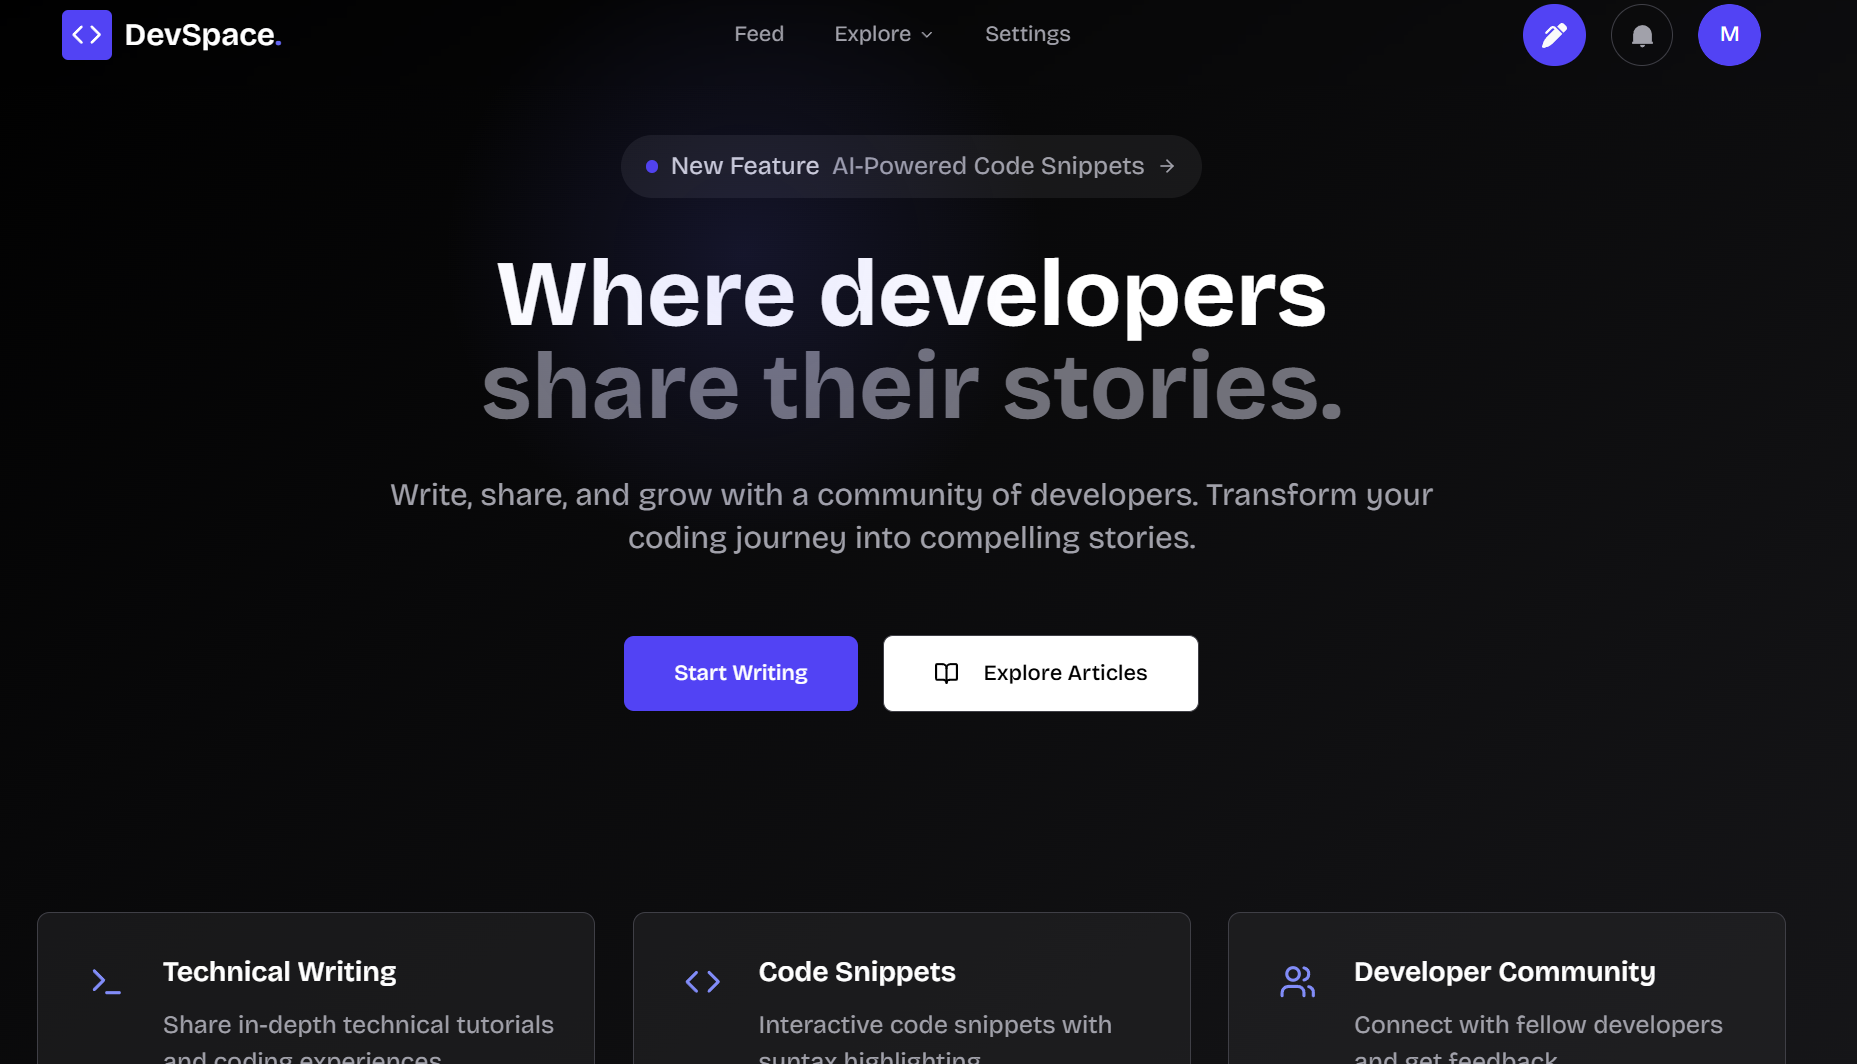 DevSpace.
Feed
Explore
Settings
M
New Feature AI-Powered Code Snippets →
Where developers
share their stories.
Write, share, and grow with a community of developers. Transform your
coding journey into compelling stories.
Start Writing
Explore Articles
Technical Writing
Share in-depth technical tutorials
and coding experiences
Code Snippets
Interactive code snippets with
syntax highlighting
Developer Community
Connect with fellow developers
and get feedback